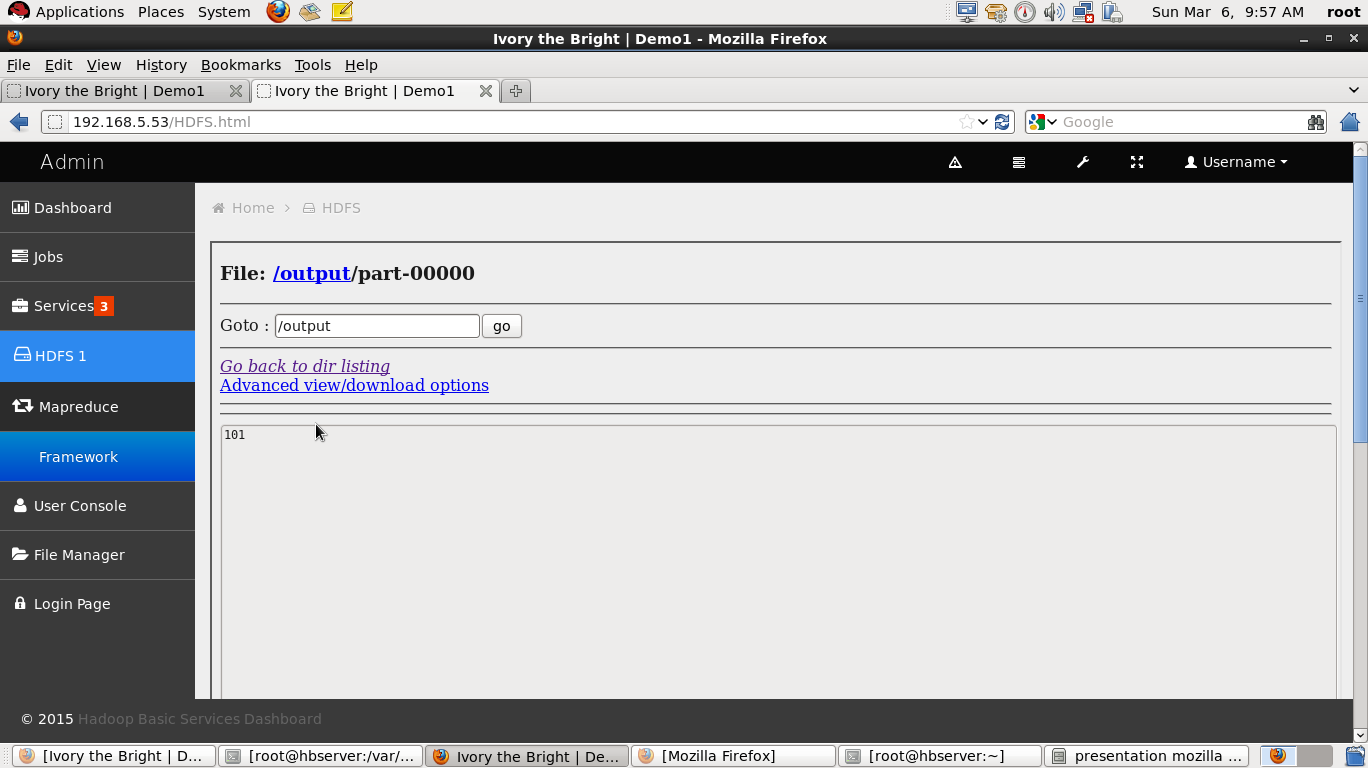 Applications Places System Sun Mar 6, 9:57 AM root
Ivory the Bright | Demo1 - Mozilla Firefox
File Edit View History Bookmarks Tools Help
Ivory the Bright | Demo1 Ivory the Bright | Demo1
192.168.5.53/HDFS.html Google
Admin Username
Dashboard
Jobs
Services 3
HDFS 1
Mapreduce
Framework
User Console
File Manager
Login Page
Home HDFS
File: /output/part-00000
Goto : /output go
Go back to dir listing
Advanced view/download options
101
© 2015 Hadoop Basic Services Dashboard
[Ivory the Bright | D... [root@hbserver:/var/... Ivory the Bright | De... [Mozilla Firefox] [root@hbserver:~] presentation mozilla ...